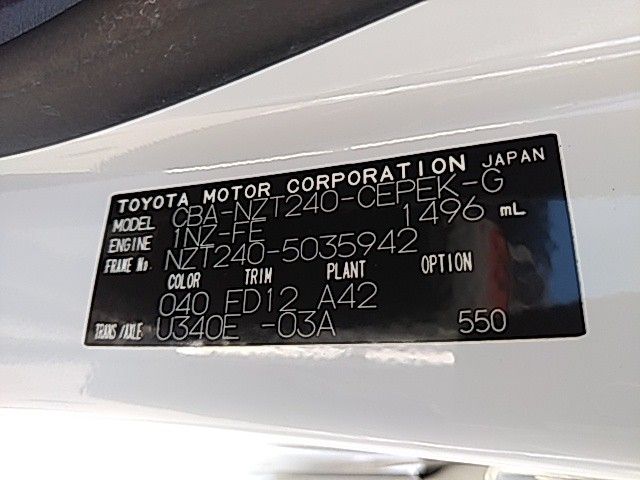 TOYOTA MOTOR CORPORATION JAPAN
MODEL CBA-NZT240-CEPEK-G
ENGINE 1NZ-FE 1496 mL
FRAME No. NZT240-5035942
COLOR TRIM PLANT OPTION
040 FD12 A42
TRANS/AXLE U340E -03A 550